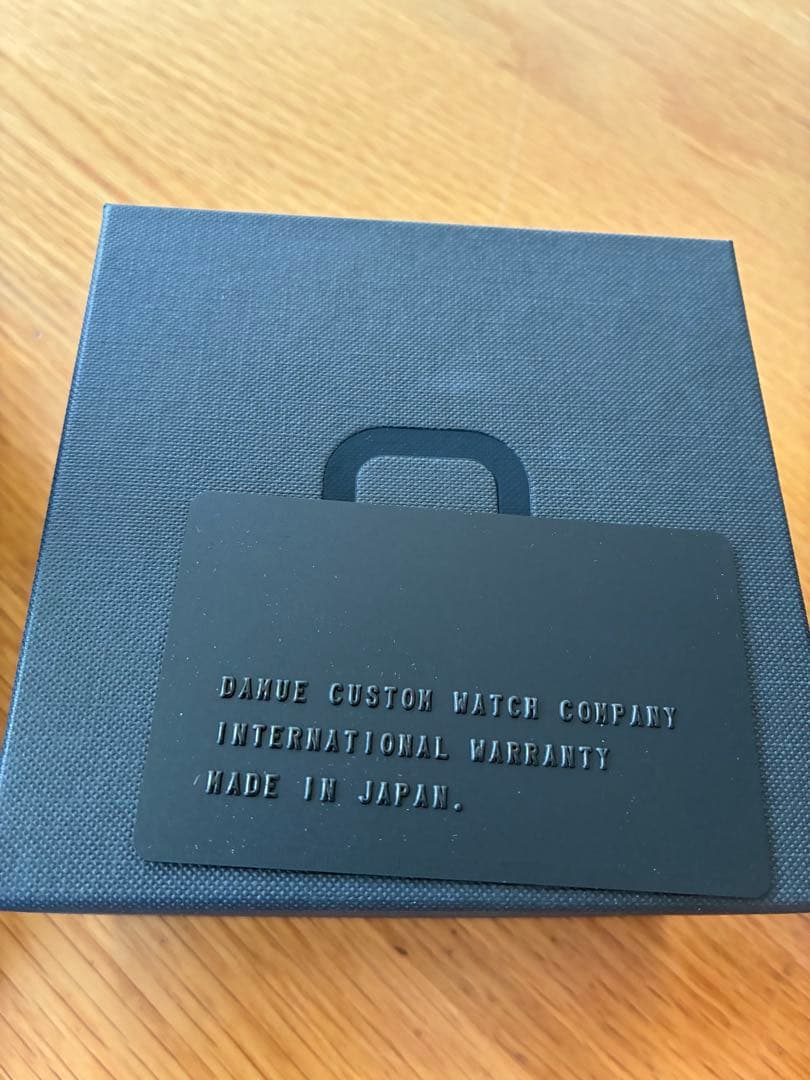 DAMUE CUSTOM WATCH COMPANY
INTERNATIONAL WARRANTY
MADE IN JAPAN.